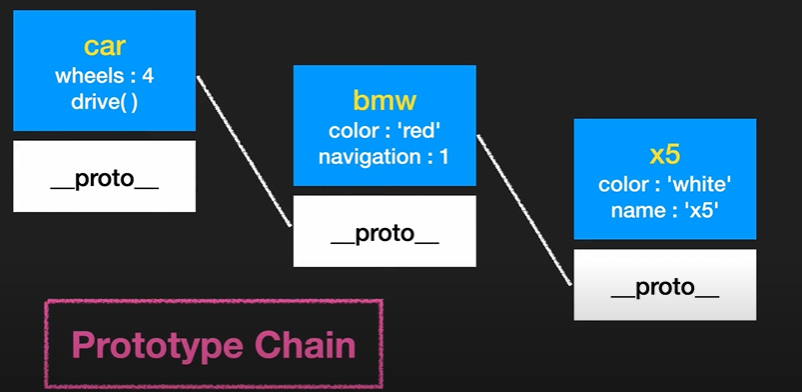 car
wheels : 4
drive( )
__proto__
bmw
color : 'red'
navigation : 1
__proto__
x5
color : 'white'
name : 'x5'
__proto__
Prototype Chain